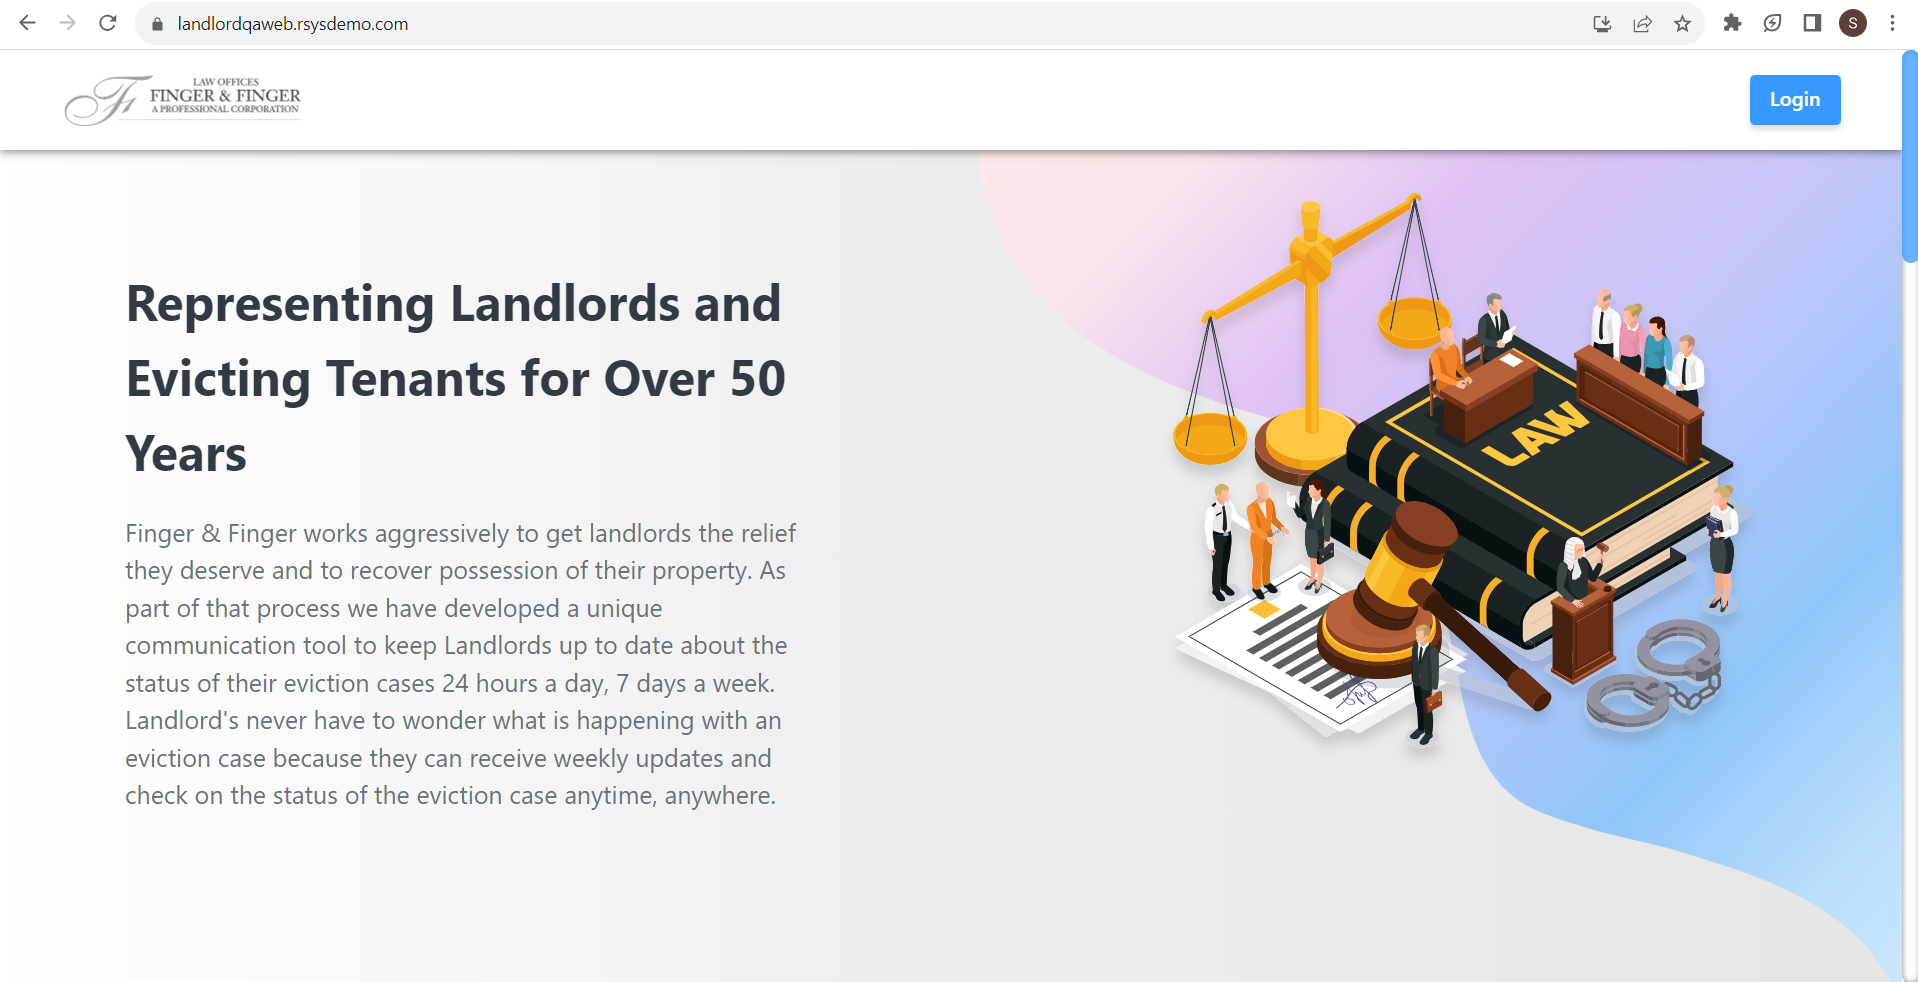 landlordqaweb.rsysdemo.com
S
LAW OFFICES
FINGER & FINGER
A PROFESSIONAL CORPORATION
Login
Representing Landlords and
Evicting Tenants for Over 50
Years
Finger & Finger works aggressively to get landlords the relief
they deserve and to recover possession of their property. As
part of that process we have developed a unique
communication tool to keep Landlords up to date about the
status of their eviction cases 24 hours a day, 7 days a week.
Landlord's never have to wonder what is happening with an
eviction case because they can receive weekly updates and
check on the status of the eviction case anytime, anywhere.
LAW